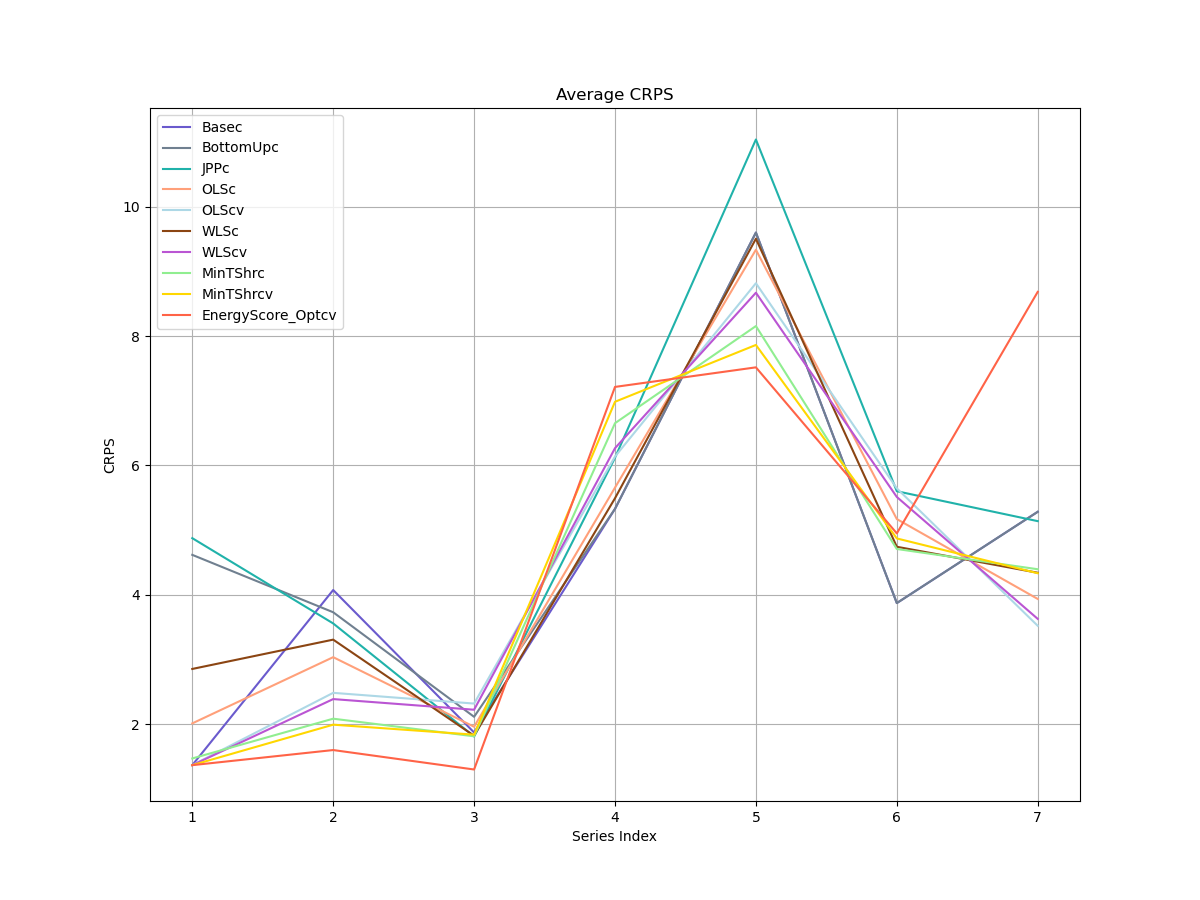 Average CRPS
Basec
BottomUpc
JPPc
OLSc
OLScv
WLSc
WLScv
MinTShrc
MinTShrcv
EnergyScore_Optcv
10
8
6
4
2
CRPS
1 2 3 4 5 6 7
Series Index